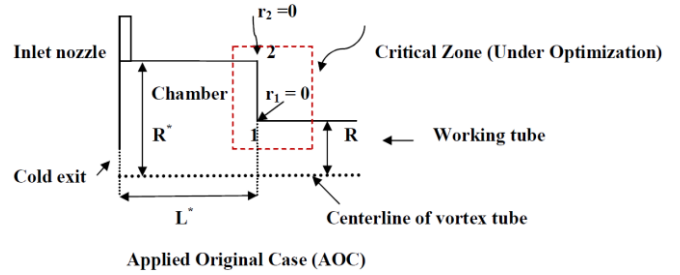 r₂ =0
Inlet nozzle
2
Critical Zone (Under Optimization)
Chamber
r₁ = 0
R*
1
R
Working tube
Cold exit
L*
Centerline of vortex tube
Applied Original Case (AOC)